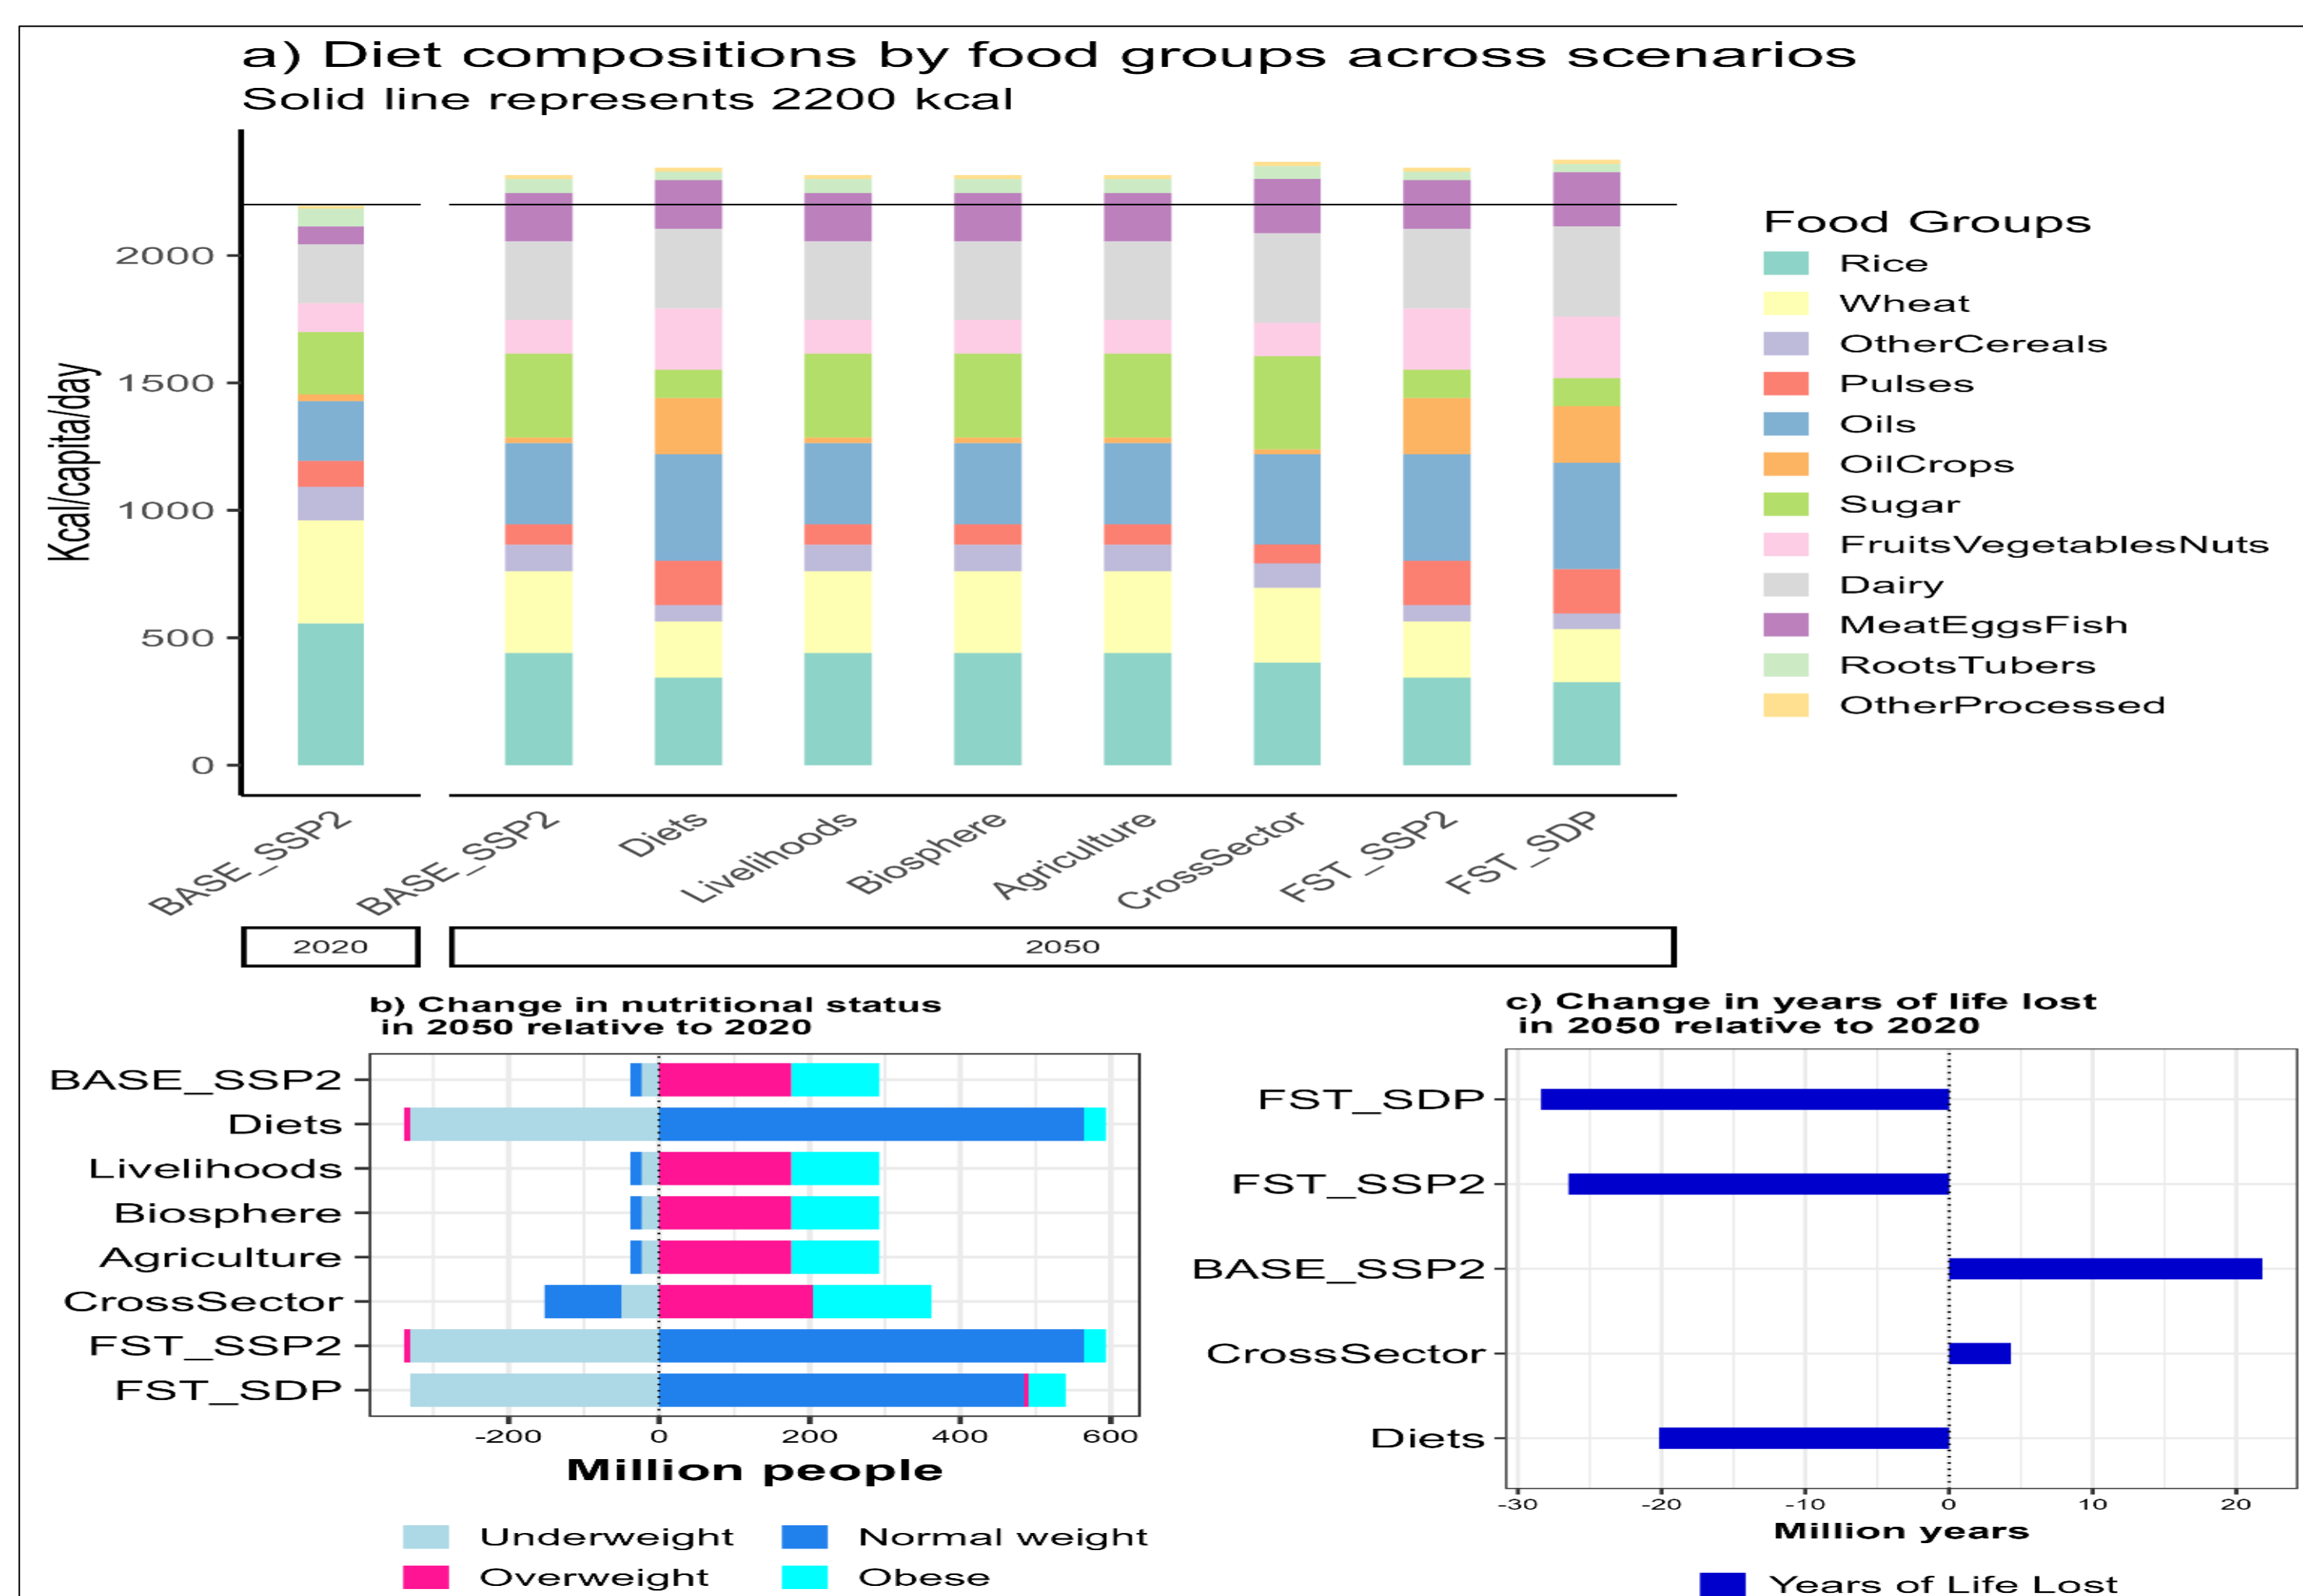 a) Diet compositions by food groups across scenarios
Solid line represents 2200 kcal
Kcal/capita/day
2000
1500
1000
500
0
BASE_SSP2
BASE_SSP2
Diets
Livelihoods
Biosphere
Agriculture
CrossSector
FST_SSP2
FST_SDP
2020
2050
Food Groups
Rice
Wheat
OtherCereals
Pulses
Oils
OilCrops
Sugar
FruitsVegetablesNuts
Dairy
MeatEggsFish
RootsTubers
OtherProcessed
b) Change in nutritional status
in 2050 relative to 2020
BASE_SSP2
Diets
Livelihoods
Biosphere
Agriculture
CrossSector
FST_SSP2
FST_SDP
-200 0 200 400 600
Million people
Underweight Normal weight
Overweight Obese
c) Change in years of life lost
in 2050 relative to 2020
FST_SDP
FST_SSP2
BASE_SSP2
CrossSector
Diets
-30 -20 -10 0 10 20
Million years
Years of Life Lost